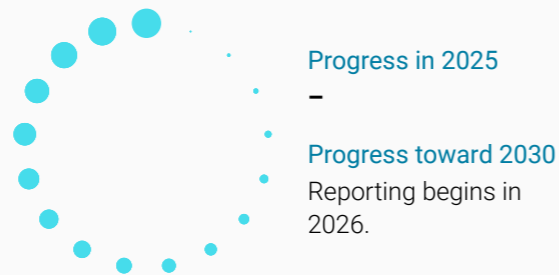 Progress in 2025
–
Progress toward 2030
Reporting begins in
2026.